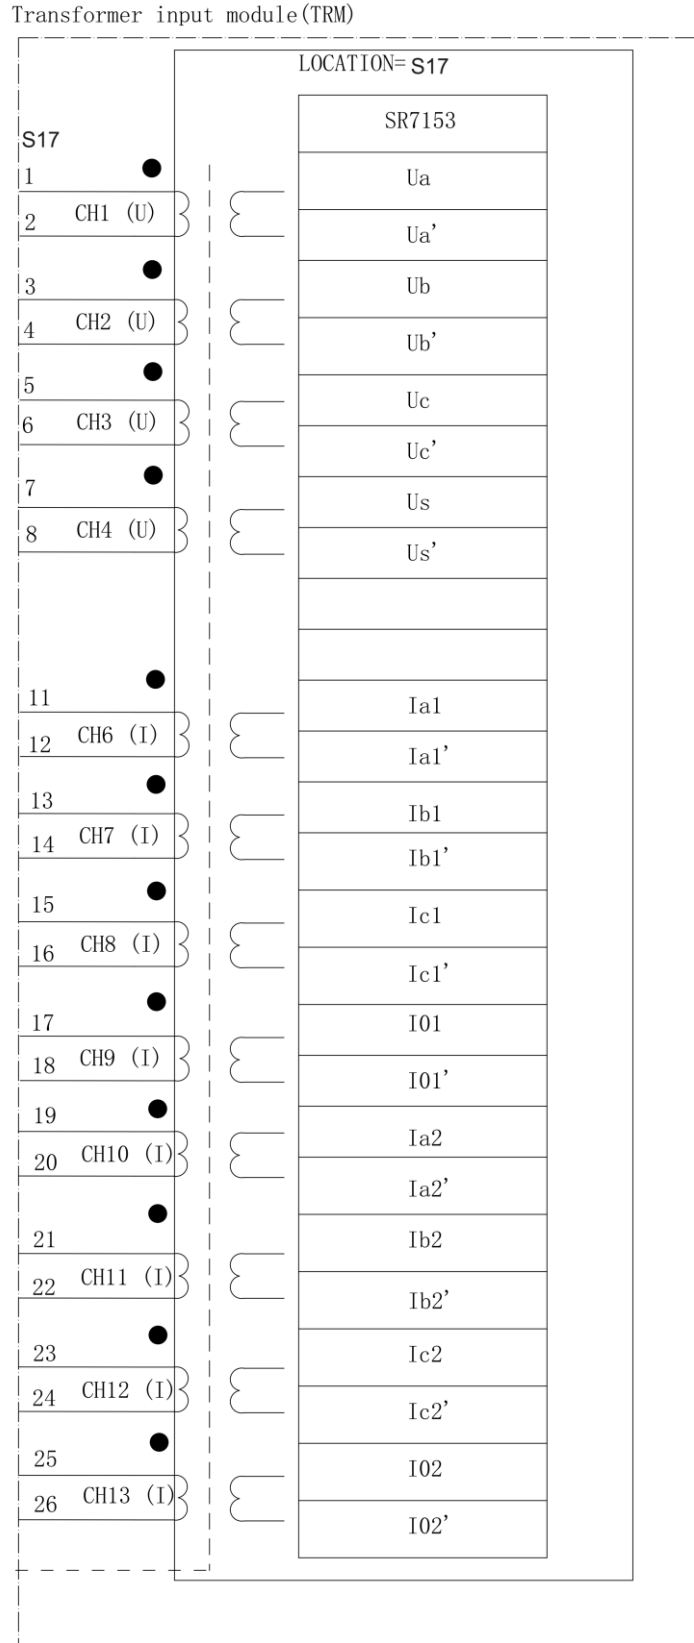 Transformer input module(TRM)
LOCATION= S17
SR7153
S17
1
Ua
CH1 (U)
2
Ua’
3
Ub
CH2 (U)
4
Ub’
5
Uc
CH3 (U)
6
Uc’
7
Us
CH4 (U)
8
Us’
11
Ia1
CH6 (I)
12
Ia1’
13
Ib1
CH7 (I)
14
Ib1’
15
Ic1
CH8 (I)
16
Ic1’
17
I01
CH9 (I)
18
I01’
19
Ia2
CH10 (I)
20
Ia2’
21
Ib2
CH11 (I)
22
Ib2’
23
Ic2
CH12 (I)
24
Ic2’
25
I02
CH13 (I)
26
I02’